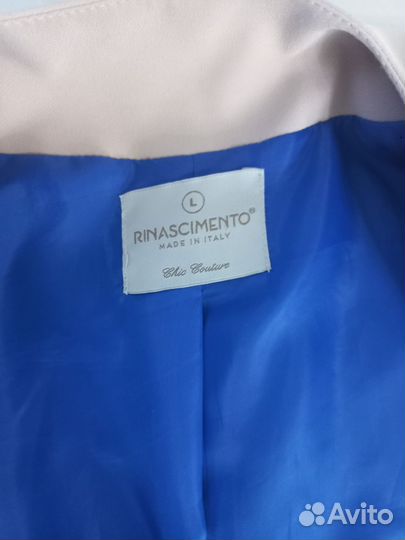 L
RINASCIMENTO®
MADE IN ITALY
Chic Couture
Avito